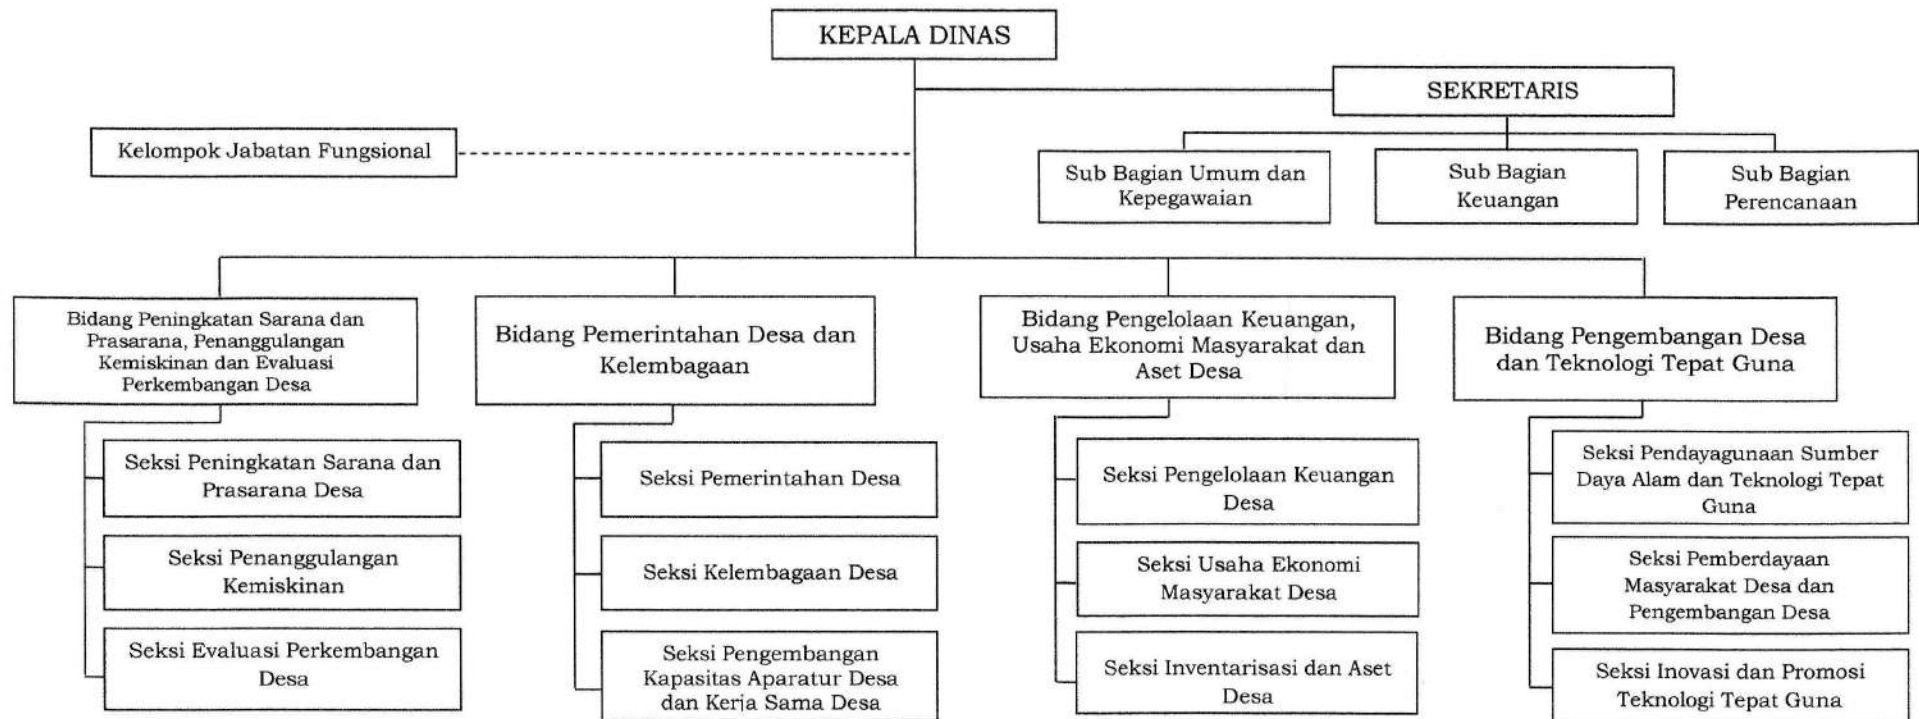 KEPALA DINAS
SEKRETARIS
Kelompok Jabatan Fungsional
Sub Bagian Umum dan
Kepegawaian
Sub Bagian
Keuangan
Sub Bagian
Perencanaan
Bidang Peningkatan Sarana dan
Prasarana, Penanggulangan
Kemiskinan dan Evaluasi
Perkembangan Desa
Bidang Pemerintahan Desa dan
Kelembagaan
Bidang Pengelolaan Keuangan,
Usaha Ekonomi Masyarakat dan
Aset Desa
Bidang Pengembangan Desa
dan Teknologi Tepat Guna
Seksi Peningkatan Sarana dan
Prasarana Desa
Seksi Penanggulangan
Kemiskinan
Seksi Evaluasi Perkembangan
Desa
Seksi Pemerintahan Desa
Seksi Kelembagaan Desa
Seksi Pengembangan
Kapasitas Aparatur Desa
dan Kerja Sama Desa
Seksi Pengelolaan Keuangan
Desa
Seksi Usaha Ekonomi
Masyarakat Desa
Seksi Inventarisasi dan Aset
Desa
Seksi Pendayagunaan Sumber
Daya Alam dan Teknologi Tepat
Guna
Seksi Pemberdayaan
Masyarakat Desa dan
Pengembangan Desa
Seksi Inovasi dan Promosi
Teknologi Tepat Guna